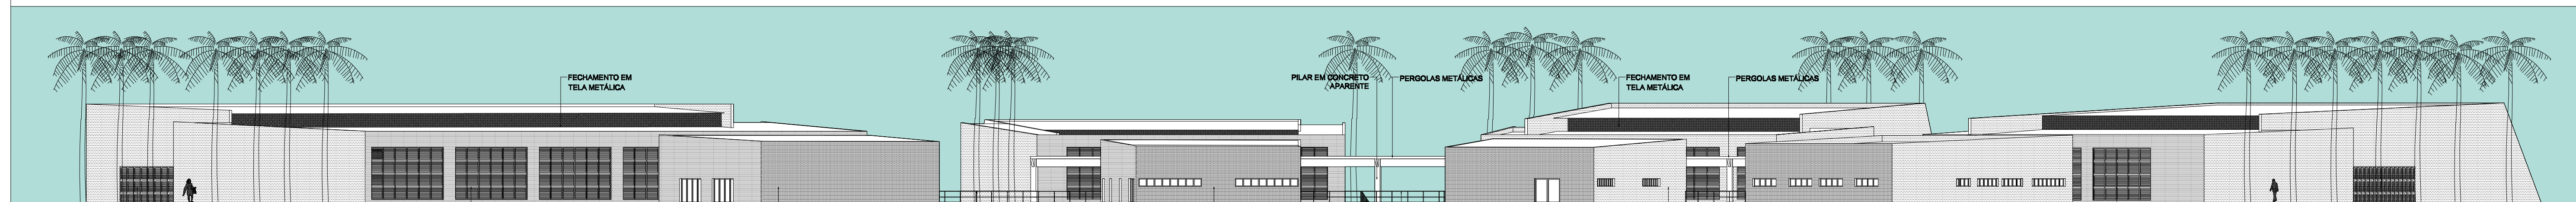 FECHAMENTO EM
TELA METÁLICA
PILAR EM CONCRETO
APARENTE
PERGOLAS METÁLICAS
FECHAMENTO EM
TELA METÁLICA
PERGOLAS METÁLICAS